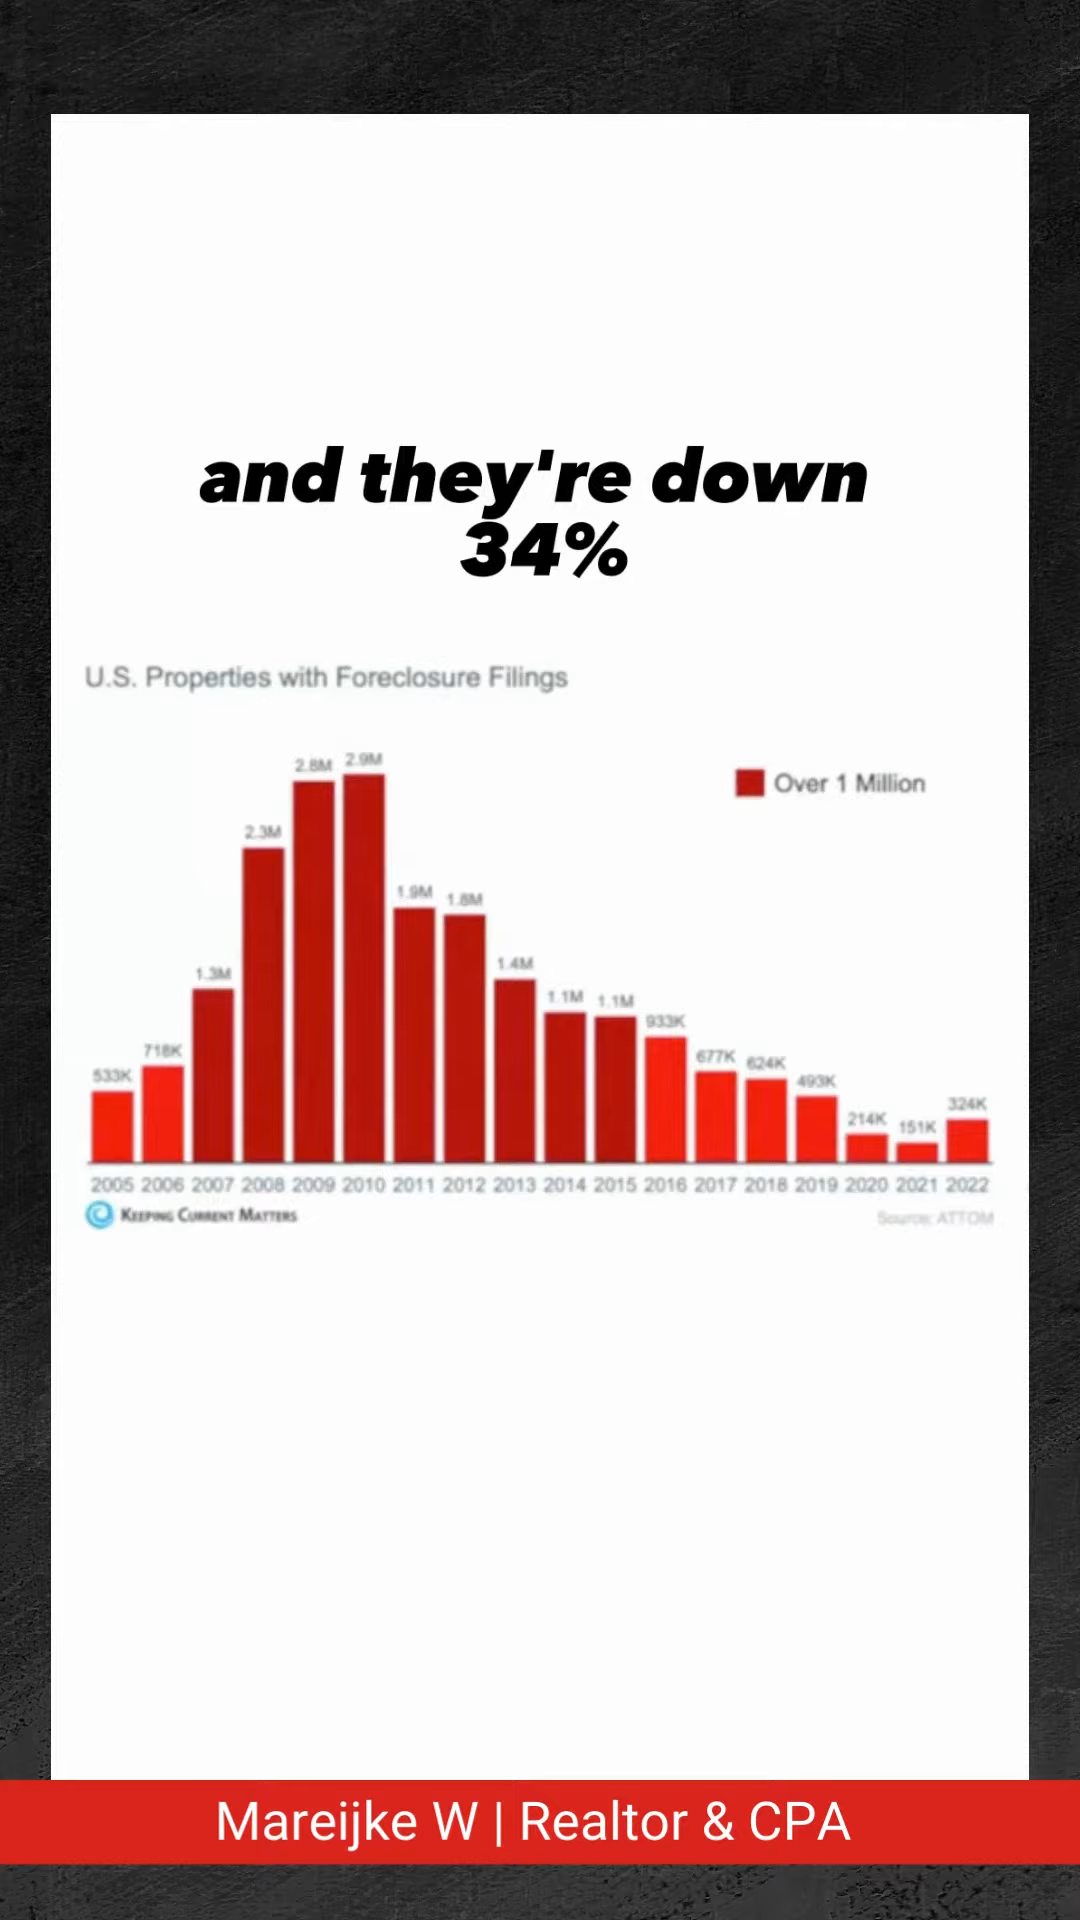 and they're down
34%
U.S. Properties with Foreclosure Filings
Over 1 Million
533K 718K 1.3M 2.3M 2.8M 2.9M 1.9M 1.8M 1.4M 1.1M 1.1M 933K 677K 624K 493K 214K 151K 324K
2005 2006 2007 2008 2009 2010 2011 2012 2013 2014 2015 2016 2017 2018 2019 2020 2021 2022
KEEPING CURRENT MATTERS
Source: ATTOM
Mareijke W | Realtor & CPA